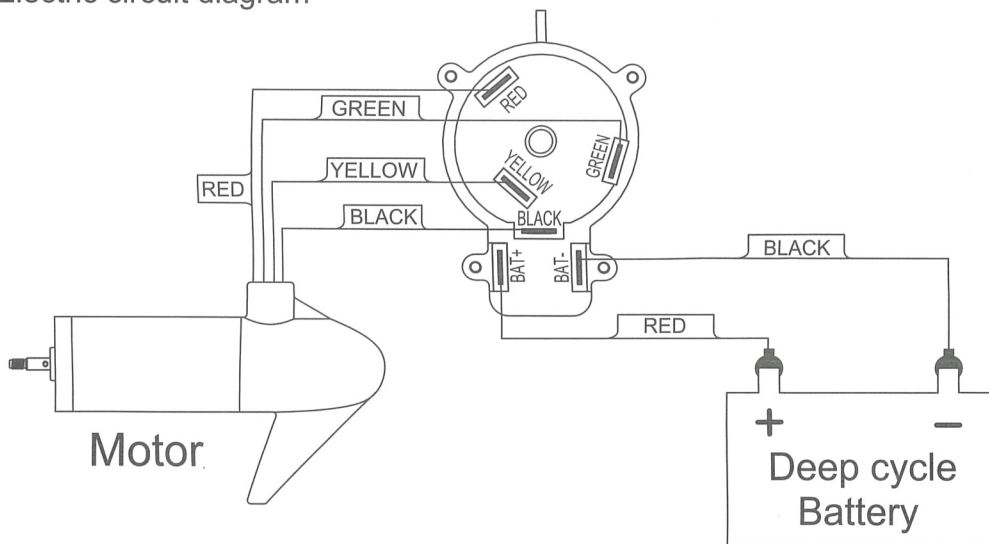 Electric circuit diagram
RED
GREEN
GREEN
YELLOW
YELLOW
RED
BLACK
BLACK
BAT+
BAT-
BLACK
RED
+
−
Motor
Deep cycle
Battery